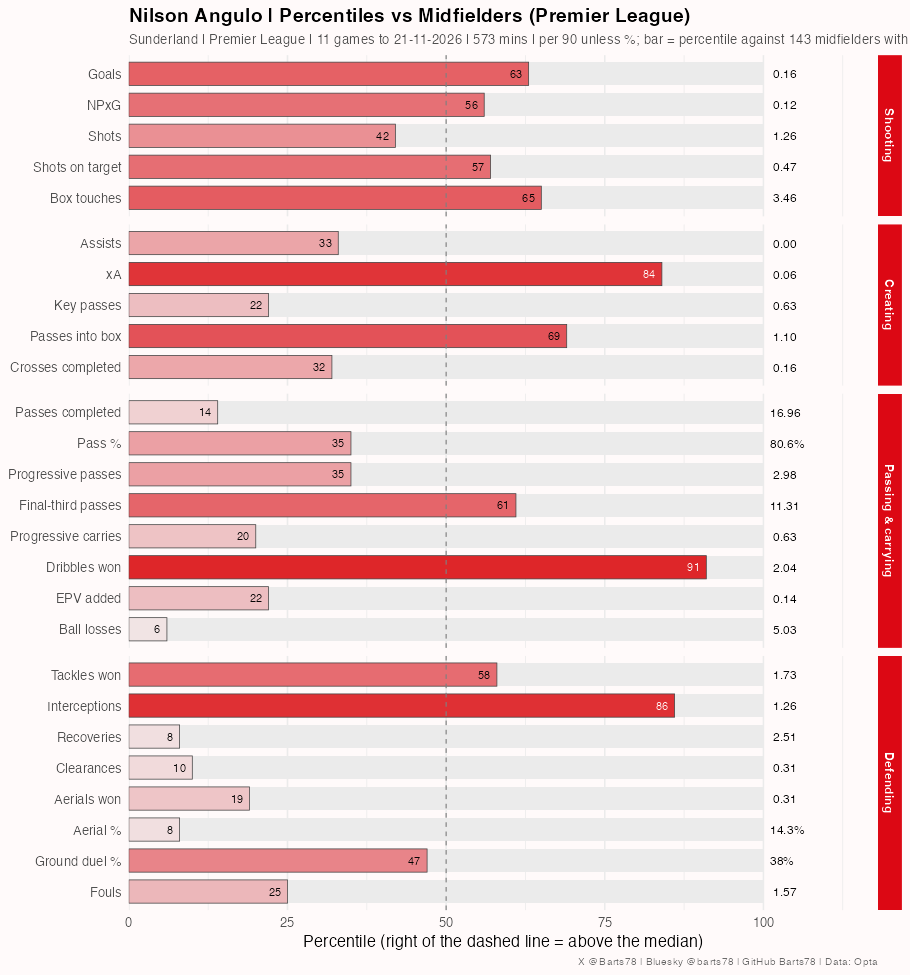 Nilson Angulo | Percentiles vs Midfielders (Premier League)
Sunderland | Premier League | 11 games to 21-11-2026 | 573 mins | per 90 unless %; bar = percentile against 143 midfielders with
Goals 63 0.16
NPxG 56 0.12
Shots 42 1.26
Shots on target 57 0.47
Box touches 65 3.46
Shooting
Assists 33 0.00
xA 84 0.06
Key passes 22 0.63
Passes into box 69 1.10
Crosses completed 32 0.16
Creating
Passes completed 14 16.96
Pass % 35 80.6%
Progressive passes 35 2.98
Final-third passes 61 11.31
Progressive carries 20 0.63
Dribbles won 91 2.04
EPV added 22 0.14
Ball losses 6 5.03
Passing & carrying
Tackles won 58 1.73
Interceptions 86 1.26
Recoveries 8 2.51
Clearances 10 0.31
Aerials won 19 0.31
Aerial % 8 14.3%
Ground duel % 47 38%
Fouls 25 1.57
Defending
0 25 50 75 100
Percentile (right of the dashed line = above the median)
X @Barts78 | Bluesky @barts78 | GitHub Barts78 | Data: Opta